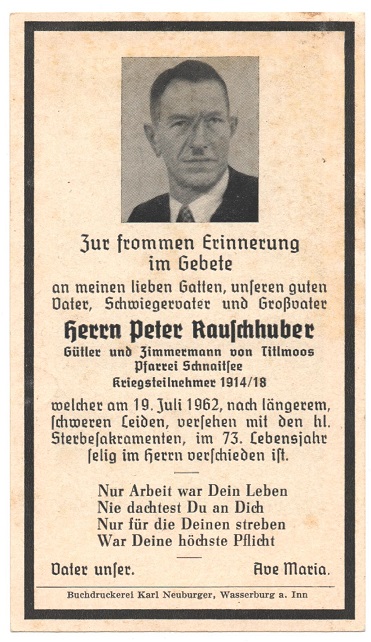 Zur frommen Erinnerung
im Gebete
an meinen lieben Gatten, unseren guten
Vater, Schwiegervater und Großvater
Herrn Peter Rauschhuber
Gütler und Zimmermann von Titlmoos
Pfarrei Schnaitsee
Kriegsteilnehmer 1914/18
welcher am 19. Juli 1962, nach längerem,
schweren Leiden, versehen mit den hl.
Sterbesakramenten, im 73. Lebensjahr
selig im Herrn verschieden ist.
Nur Arbeit war Dein Leben
Nie dachtest Du an Dich
Nur für die Deinen streben
War Deine höchste Pflicht
Vater unser. Ave Maria.
Buchdruckerei Karl Neuburger, Wasserburg a. Inn